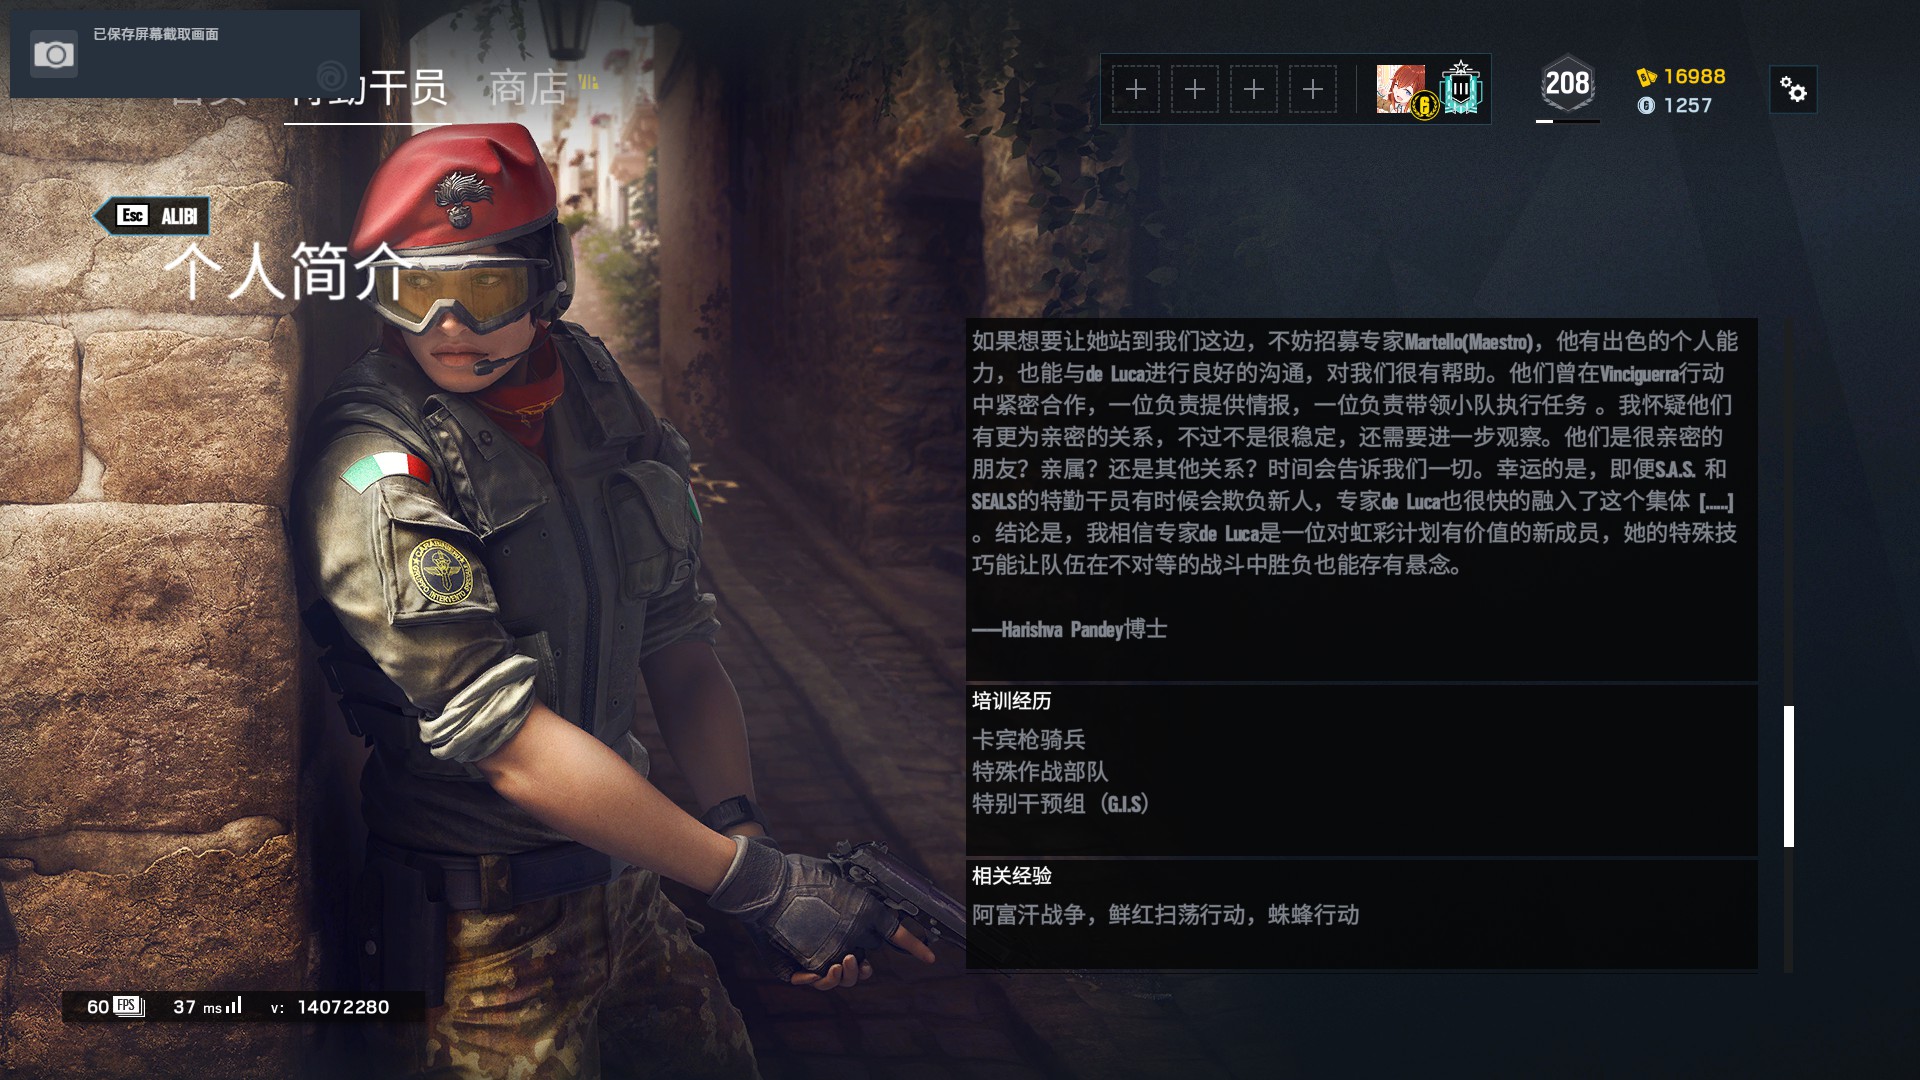 已保存屏幕截取画面
干员
商店
III
208
16988
1257
Esc ALIBI
个人简介
如果想要让她站到我们这边，不妨招募专家Martello(Maestro)，他有出色的个人能
力，也能与de Luca进行良好的沟通，对我们很有帮助。他们曾在Vinciguerra行动
中紧密合作，一位负责提供情报，一位负责带领小队执行任务 。我怀疑他们
有更为亲密的关系，不过不是很稳定，还需要进一步观察。他们是很亲密的
朋友？亲属？还是其他关系？时间会告诉我们一切。幸运的是，即便S.A.S. 和
SEALS的特勤干员有时候会欺负新人，专家de Luca也很快的融入了这个集体 [......]
。结论是，我相信专家de Luca是一位对虹彩计划有价值的新成员，她的特殊技
巧能让队伍在不对等的战斗中胜负也能存有悬念。
——Harishva Pandey博士
培训经历
卡宾枪骑兵
特殊作战部队
特别干预组（G.I.S）
相关经验
阿富汗战争，鲜红扫荡行动，蛛蜂行动
60 FPS 37 ms v: 14072280